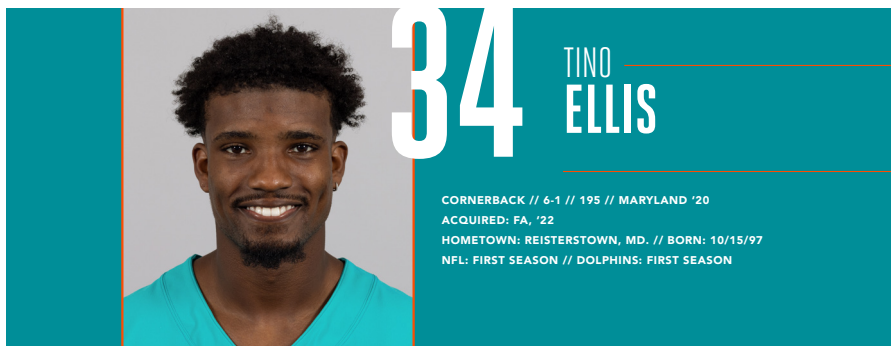 34
TINO
ELLIS
CORNERBACK // 6-1 // 195 // MARYLAND ‘20
ACQUIRED: FA, ‘22
HOMETOWN: REISTERSTOWN, MD. // BORN: 10/15/97
NFL: FIRST SEASON // DOLPHINS: FIRST SEASON